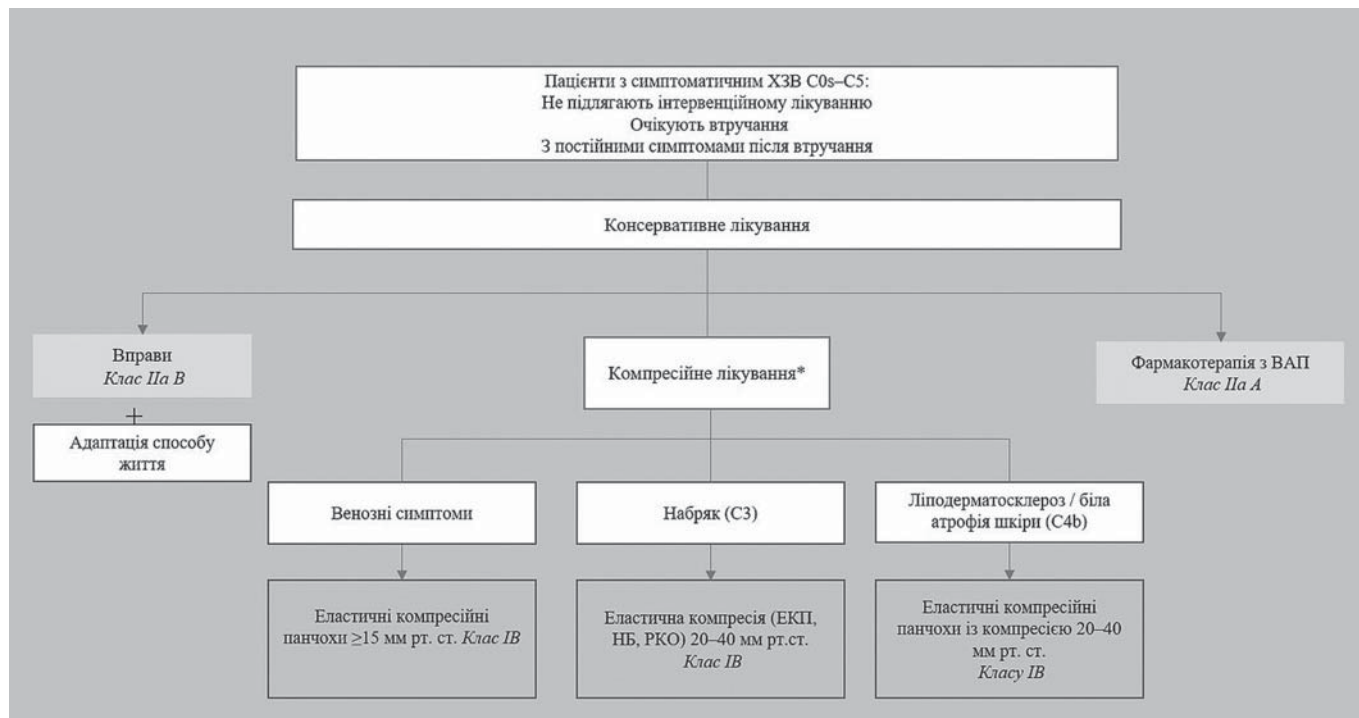 Пацієнти з симптоматичним ХЗВ C0s–C5:
Не підлягають інтервенційному лікуванню
Очікують втручання
З постійними симптомами після втручання
Консервативне лікування
Вправи
Клас IIa B
+
Адаптація способу
життя
Компресійне лікування*
Фармакотерапія з ВАП
Клас IIa A
Венозні симптоми
Набряк (C3)
Ліподерматосклероз / біла
атрофія шкіри (C4b)
Еластичні компресійні
панчохи ≥15 мм рт. ст. Клас IB
Еластична компресія (ЕКП,
НБ, РКО) 20–40 мм рт.ст.
Клас IB
Еластичні компресійні
панчохи із компресією 20–40
мм рт. ст.
Класу IB